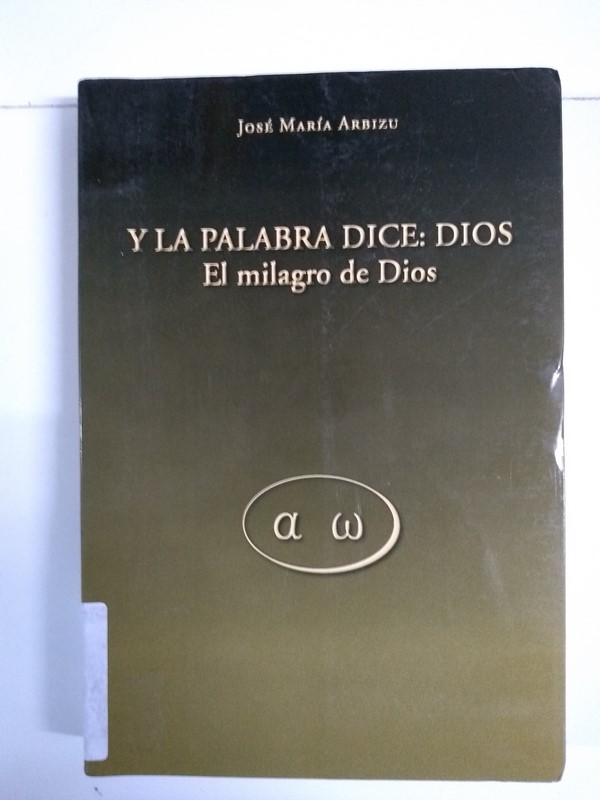 José María Arbizu
Y LA PALABRA DICE: DIOS
El milagro de Dios
α ω